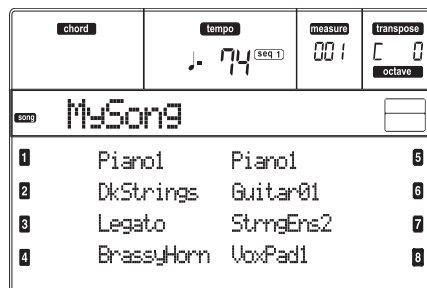 chord tempo measure transpose
♩= 74 seq 1 001 C 0
octave
song MySong
1 Piano1 Piano1 5
2 DkStrings Guitar01 6
3 Legato StrngEns2 7
4 BrassyHorn VoxPad1 8